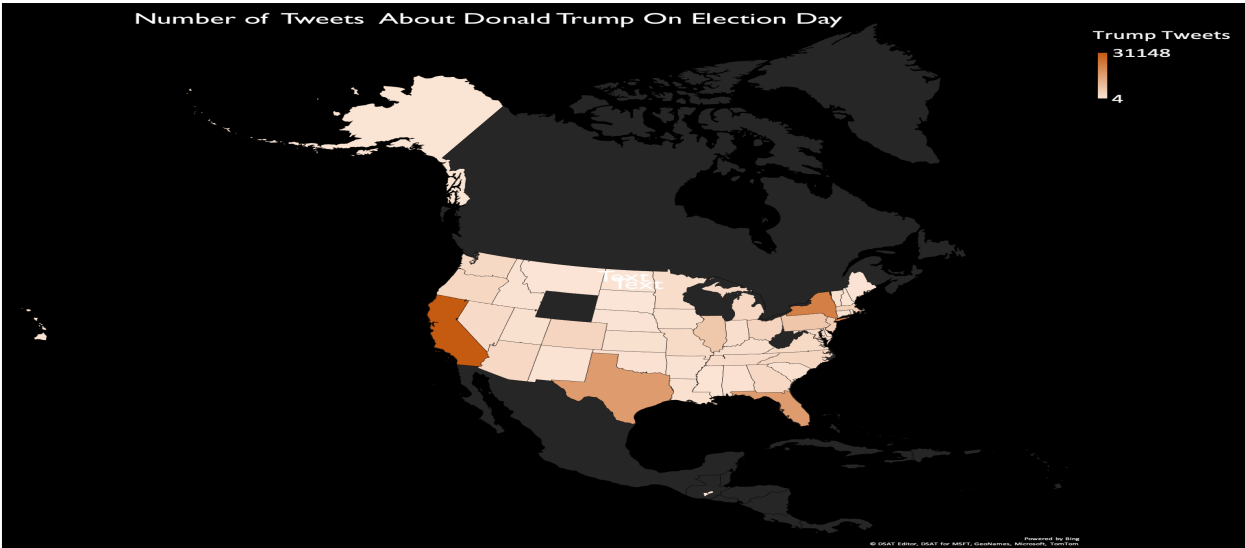 Number of Tweets About Donald Trump On Election Day
Trump Tweets
31148
4
Text
Text
Powered by Bing
© DSAT Editor, DSAT for MSFT, GeoNames, Microsoft, TomTom